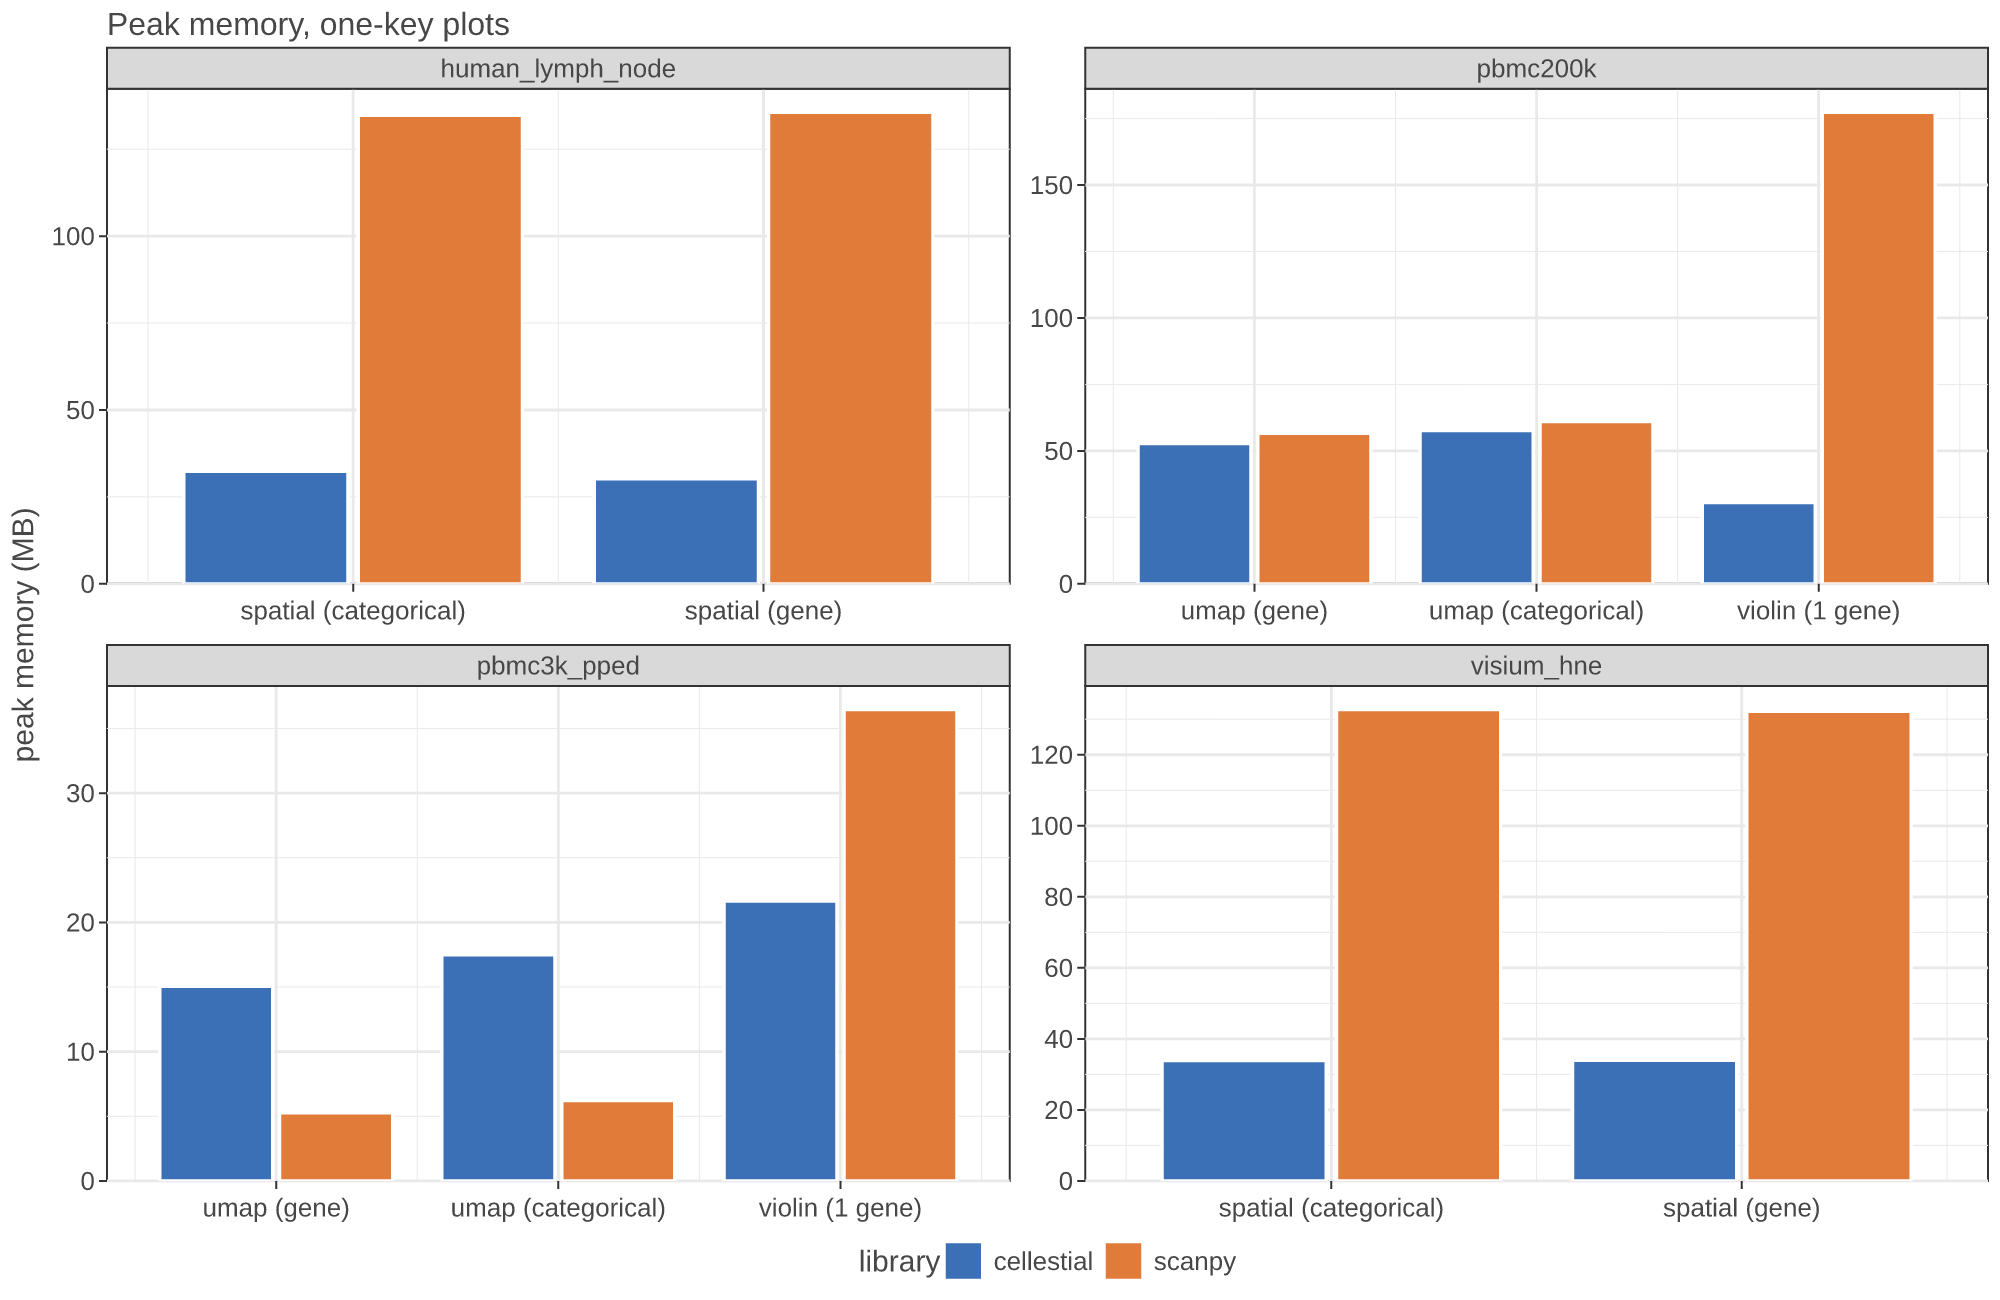 Peak memory, one-key plots
human_lymph_node
pbmc200k
peak memory (MB)
100
50
0
150
100
50
0
spatial (categorical)
spatial (gene)
umap (gene)
umap (categorical)
violin (1 gene)
pbmc3k_pped
visium_hne
30
20
10
0
120
100
80
60
40
20
0
umap (gene)
umap (categorical)
violin (1 gene)
spatial (categorical)
spatial (gene)
library
cellestial
scanpy